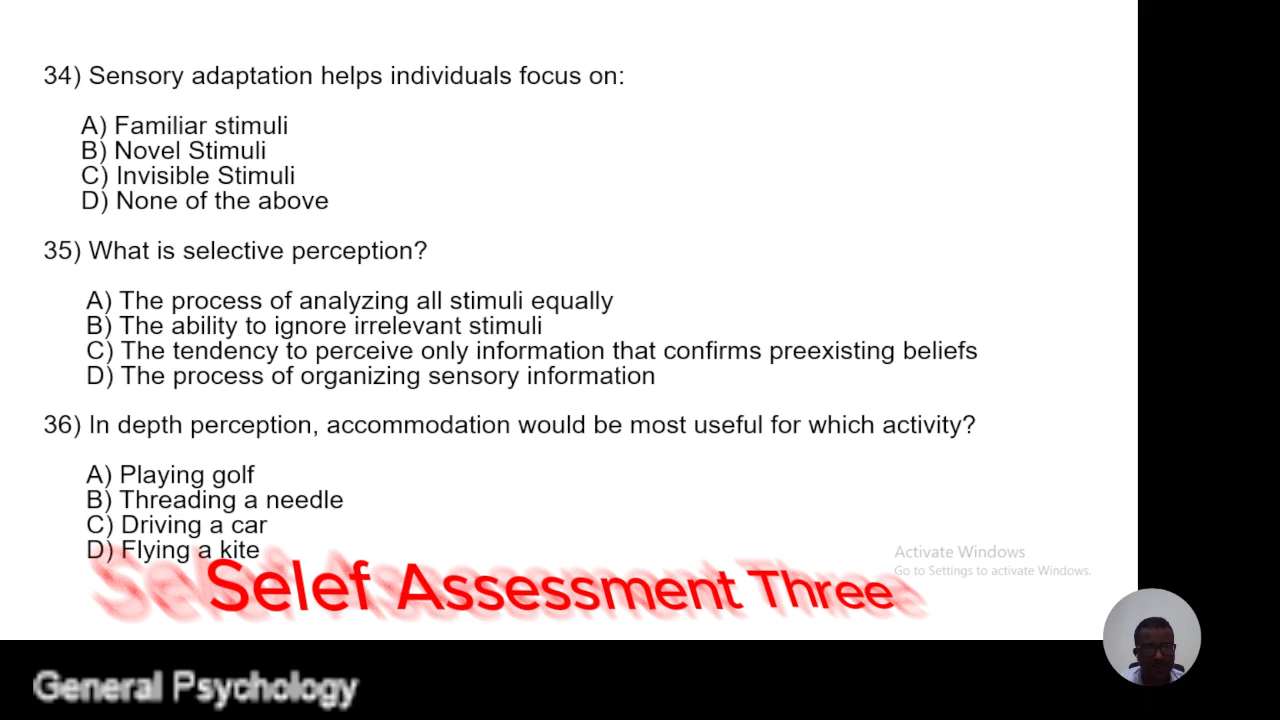 34) Sensory adaptation helps individuals focus on:
A) Familiar stimuli
B) Novel Stimuli
C) Invisible Stimuli
D) None of the above
35) What is selective perception?
A) The process of analyzing all stimuli equally
B) The ability to ignore irrelevant stimuli
C) The tendency to perceive only information that confirms preexisting beliefs
D) The process of organizing sensory information
36) In depth perception, accommodation would be most useful for which activity?
A) Playing golf
B) Threading a needle
C) Driving a car
D) Flying a kite
Activate Windows
Go to Settings to activate Windows.
Selef Assessment Three
General Psychology